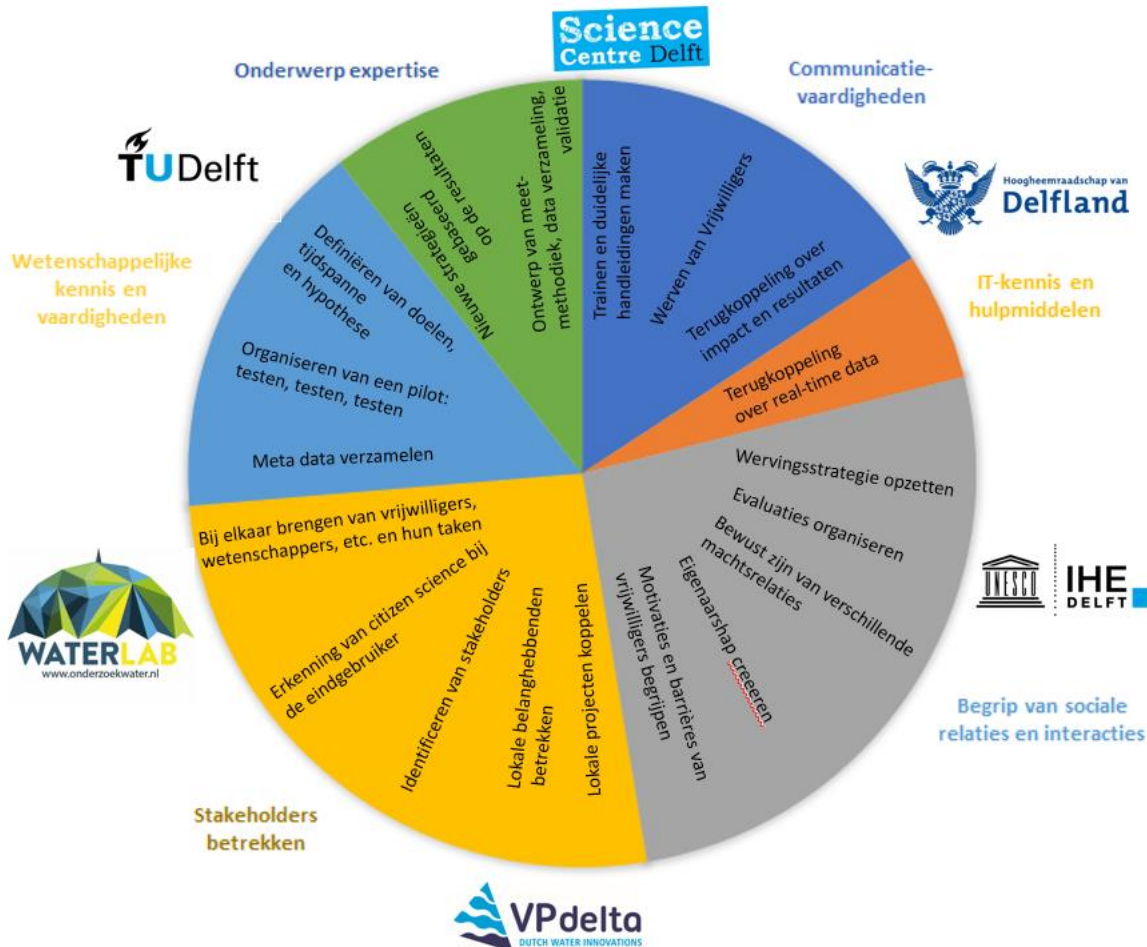 Science
Centre Delft
Onderwerp expertise
Communicatie-
vaardigheden
TUDelft
Hoogheemraadschap van
Delfland
Wetenschappelijke
kennis en
vaardigheden
IT-kennis en
hulpmiddelen
Nieuwe strategieën
gebaseerd
op de resultaten
Ontwerp van meet-
methodiek, data verzameling,
validatie
Trainen en duidelijke
handleidingen maken
Werven van Vrijwilligers
Terugkoppeling over
impact en resultaten
Terugkoppeling
over real-time data
Definiëren van doelen,
tijdspanne
en hypothese
Organiseren van een pilot:
testen, testen, testen
Meta data verzamelen
Wervingsstrategie opzetten
Evaluaties organiseren
Bewust zijn van verschillende
machtsrelaties
Eigenaarshap creeeren
Motivaties en barrières van
vrijwilligers begrijpen
Bij elkaar brengen van vrijwilligers,
wetenschappers, etc. en hun taken
Erkenning van citizen science bij
de eindgebruiker
Identificeren van stakeholders
Lokale belanghebbenden
betrekken
Lokale projecten koppelen
WATERLAB
www.onderzoekwater.nl
UNESCO
IHE
DELFT
Begrip van sociale
relaties en interacties
Stakeholders
betrekken
VPdelta
DUTCH WATER INNOVATIONS